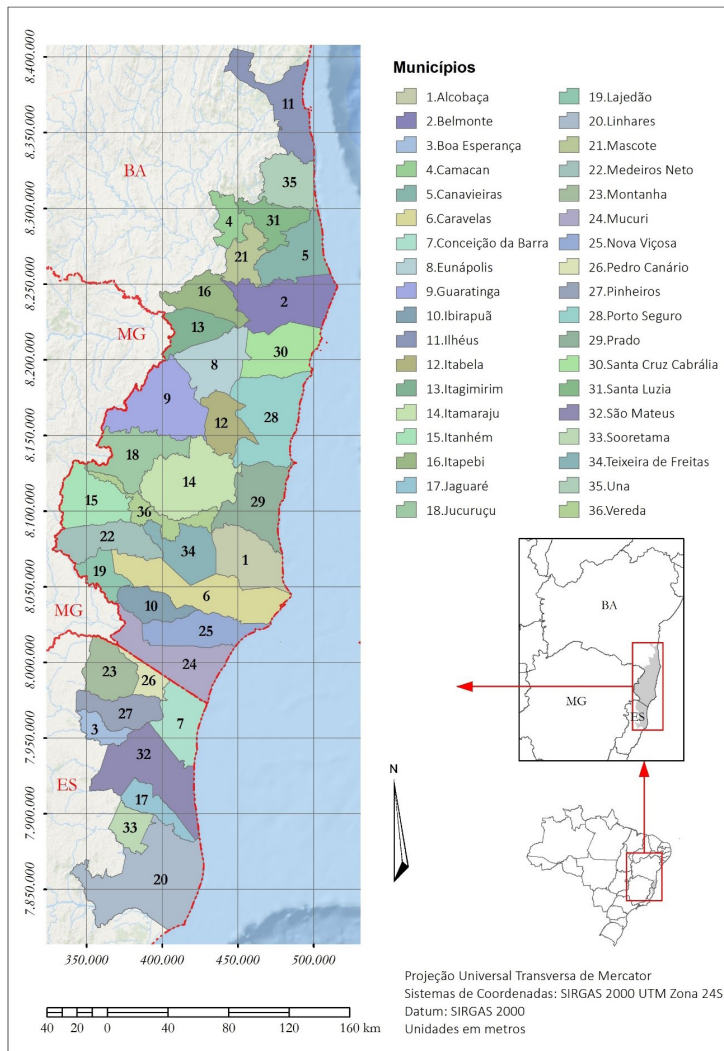 8.400,000
8.350,000
8.300,000
8.250,000
8.200,000
8.150,000
8.100,000
8.050,000
8.000,000
7.950,000
7.900,000
7.850,000
11
BA
35
4
31
21
5
16
2
MG
13
30
8
9
12
28
18
14
15
29
36
22
34
1
19
6
MG
10
25
24
23
26
27
7
3
32
ES
17
33
20
350,000
400,000
450,000
500,000
40
20
0
40
80
120
160 km
Municípios
1.Alcobaça
2.Belmonte
3.Boa Esperança
4.Camacan
5.Canavieiras
6.Caravelas
7.Conceição da Barra
8.Eunápolis
9.Guaratinga
10.Ibirapuã
11.Ilhéus
12.Itabela
13.Itagimirim
14.Itamaraju
15.Itanhém
16.Itapebi
17.Jaguaré
18.Jucuruçu
19.Lajedão
20.Linhares
21.Mascote
22.Medeiros Neto
23.Montanha
24.Mucuri
25.Nova Viçosa
26.Pedro Canário
27.Pinheiros
28.Porto Seguro
29.Prado
30.Santa Cruz Cabrália
31.Santa Luzia
32.São Mateus
33.Sooretama
34.Teixeira de Freitas
35.Una
36.Vereda
BA
MG
ES
N
Projeção Universal Transversa de Mercator
Sistemas de Coordenadas: SIRGAS 2000 UTM Zona 24S
Datum: SIRGAS 2000
Unidades em metros